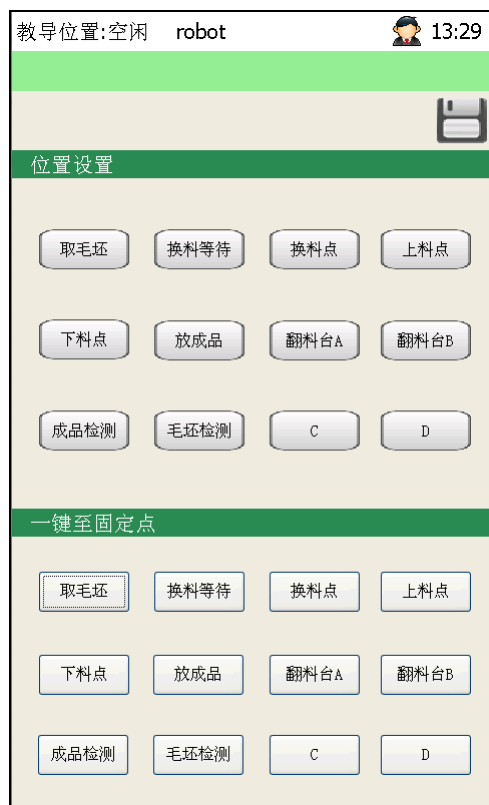 教导位置:空闲 robot 13:29
位置设置
取毛坯 换料等待 换料点 上料点
下料点 放成品 翻料台A 翻料台B
成品检测 毛坯检测 C D
一键至固定点
取毛坯 换料等待 换料点 上料点
下料点 放成品 翻料台A 翻料台B
成品检测 毛坯检测 C D